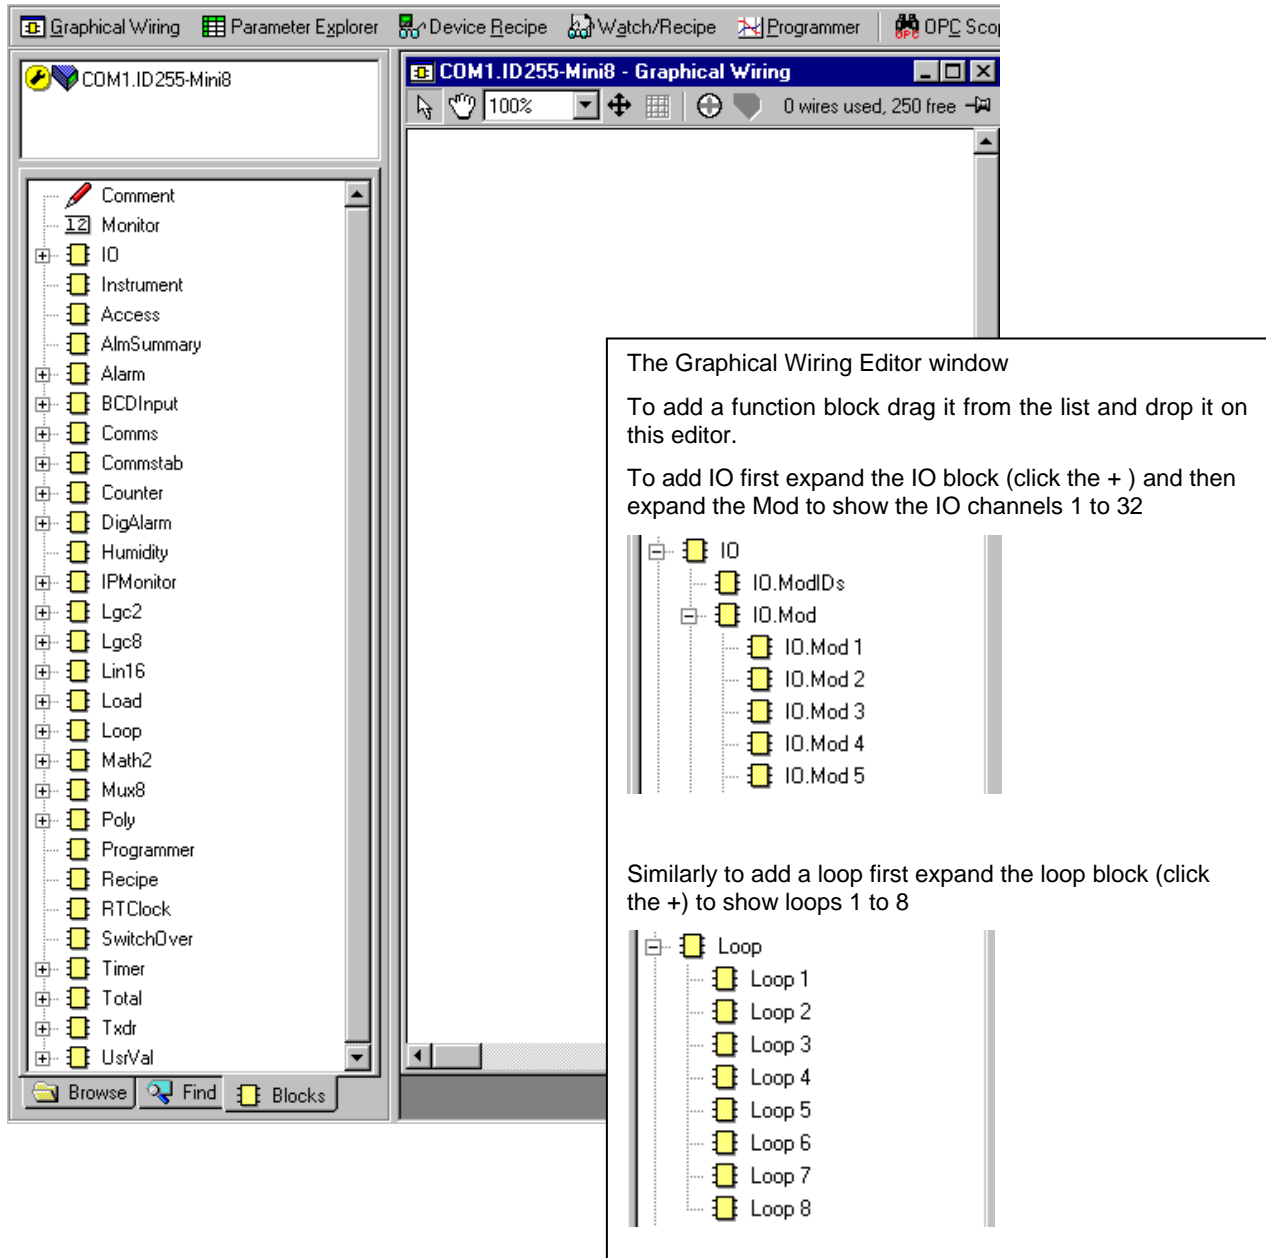 Graphical Wiring Parameter Explorer Device Recipe Watch/Recipe Programmer OPC OPC Sco
COM1.ID255-Mini8
COM1.ID255-Mini8 - Graphical Wiring
100% 0 wires used, 250 free
Comment
12 Monitor
IO
Instrument
Access
AlmSummary
Alarm
BCDInput
Comms
Commstab
Counter
DigAlarm
Humidity
IPMonitor
Lgc2
Lgc8
Lin16
Load
Loop
Math2
Mux8
Poly
Programmer
Recipe
RTClock
SwitchOver
Timer
Total
Txdr
UsrVal
Browse Find Blocks
The Graphical Wiring Editor window
To add a function block drag it from the list and drop it on
this editor.
To add IO first expand the IO block (click the + ) and then
expand the Mod to show the IO channels 1 to 32
IO
IO.ModIDs
IO.Mod
IO.Mod 1
IO.Mod 2
IO.Mod 3
IO.Mod 4
IO.Mod 5
Similarly to add a loop first expand the loop block (click
the +) to show loops 1 to 8
Loop
Loop 1
Loop 2
Loop 3
Loop 4
Loop 5
Loop 6
Loop 7
Loop 8